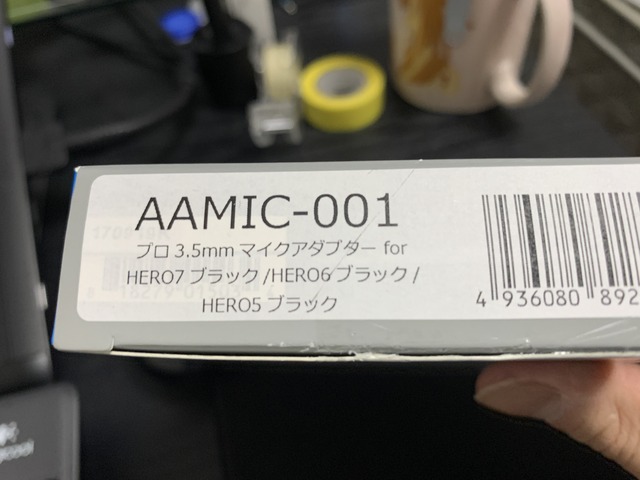 AAMIC-001
プロ 3.5mm マイクアダプター for
HERO7 ブラック /HERO6 ブラック /
HERO5 ブラック
4 936080 892